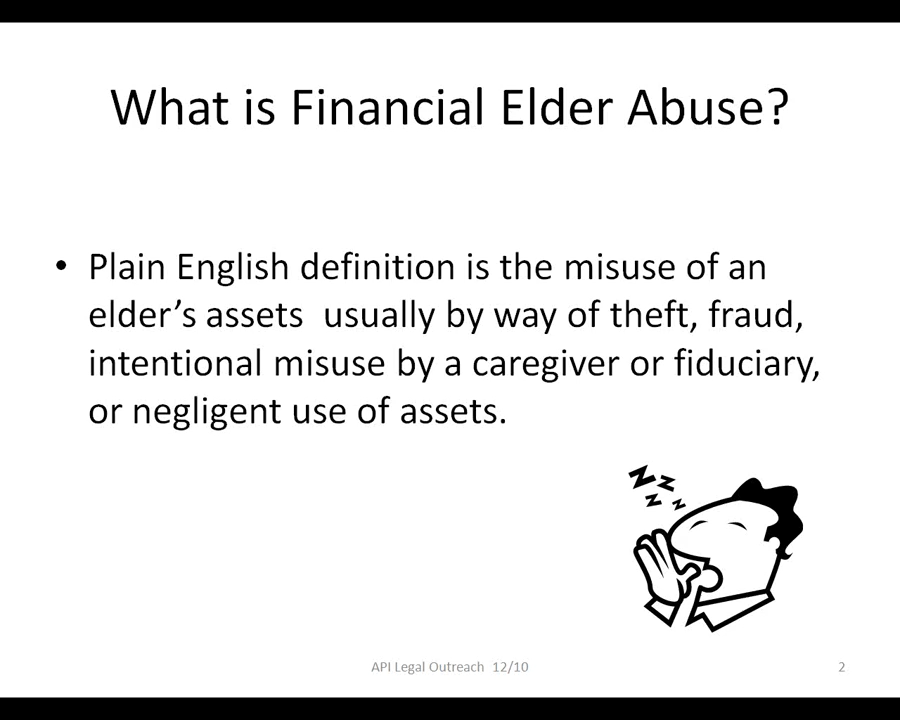 What is Financial Elder Abuse?
• Plain English definition is the misuse of an
elder’s assets  usually by way of theft, fraud,
intentional misuse by a caregiver or fiduciary,
or negligent use of assets.
z z z z
API Legal Outreach  12/10
2